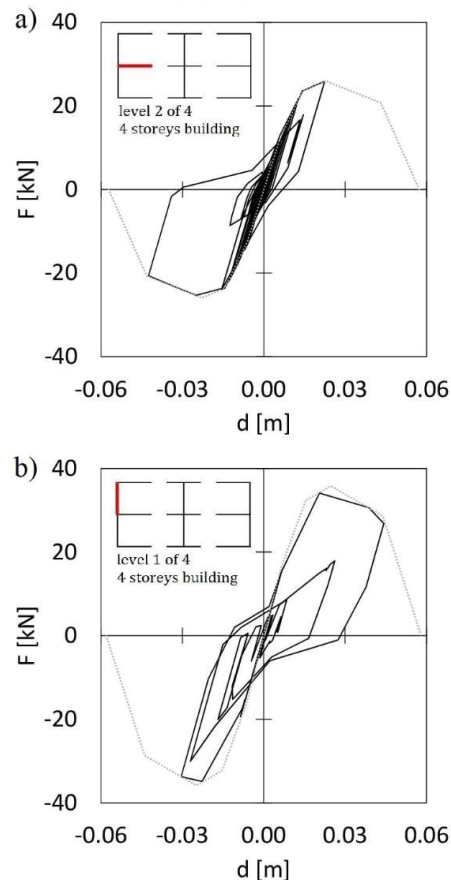 a)
40
level 2 of 4
4 storeys building
20
F [kN]
0
-20
-40
-0.06 -0.03 0.00 0.03 0.06
d [m]
b)
40
level 1 of 4
4 storeys building
20
F [kN]
0
-20
-40
-0.06 -0.03 0.00 0.03 0.06
d [m]